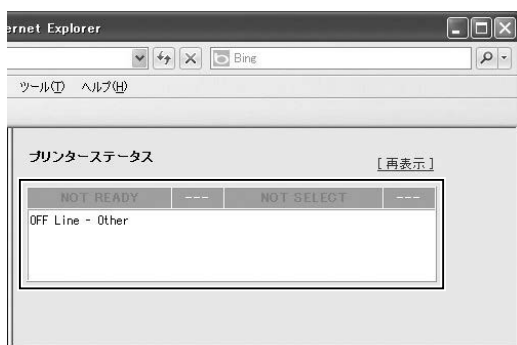 ernet Explorer
Bing
ツール(T) ヘルプ(H)
プリンターステータス [再表示]
NOT READY --- NOT SELECT ---
OFF Line - Other